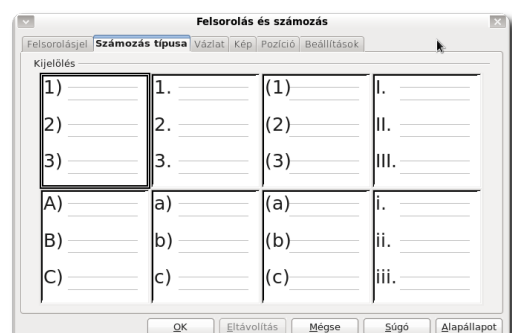 Felsorolás és számozás
Felsorolásjel Számozás típusa Vázlat Kép Pozíció Beállítások
Kijelölés
1) 1. (1) I.
2) 2. (2) II.
3) 3. (3) III.
A) a) (a) i.
B) b) (b) ii.
C) c) (c) iii.
OK Eltávolítás Mégse Súgó Alapállapot